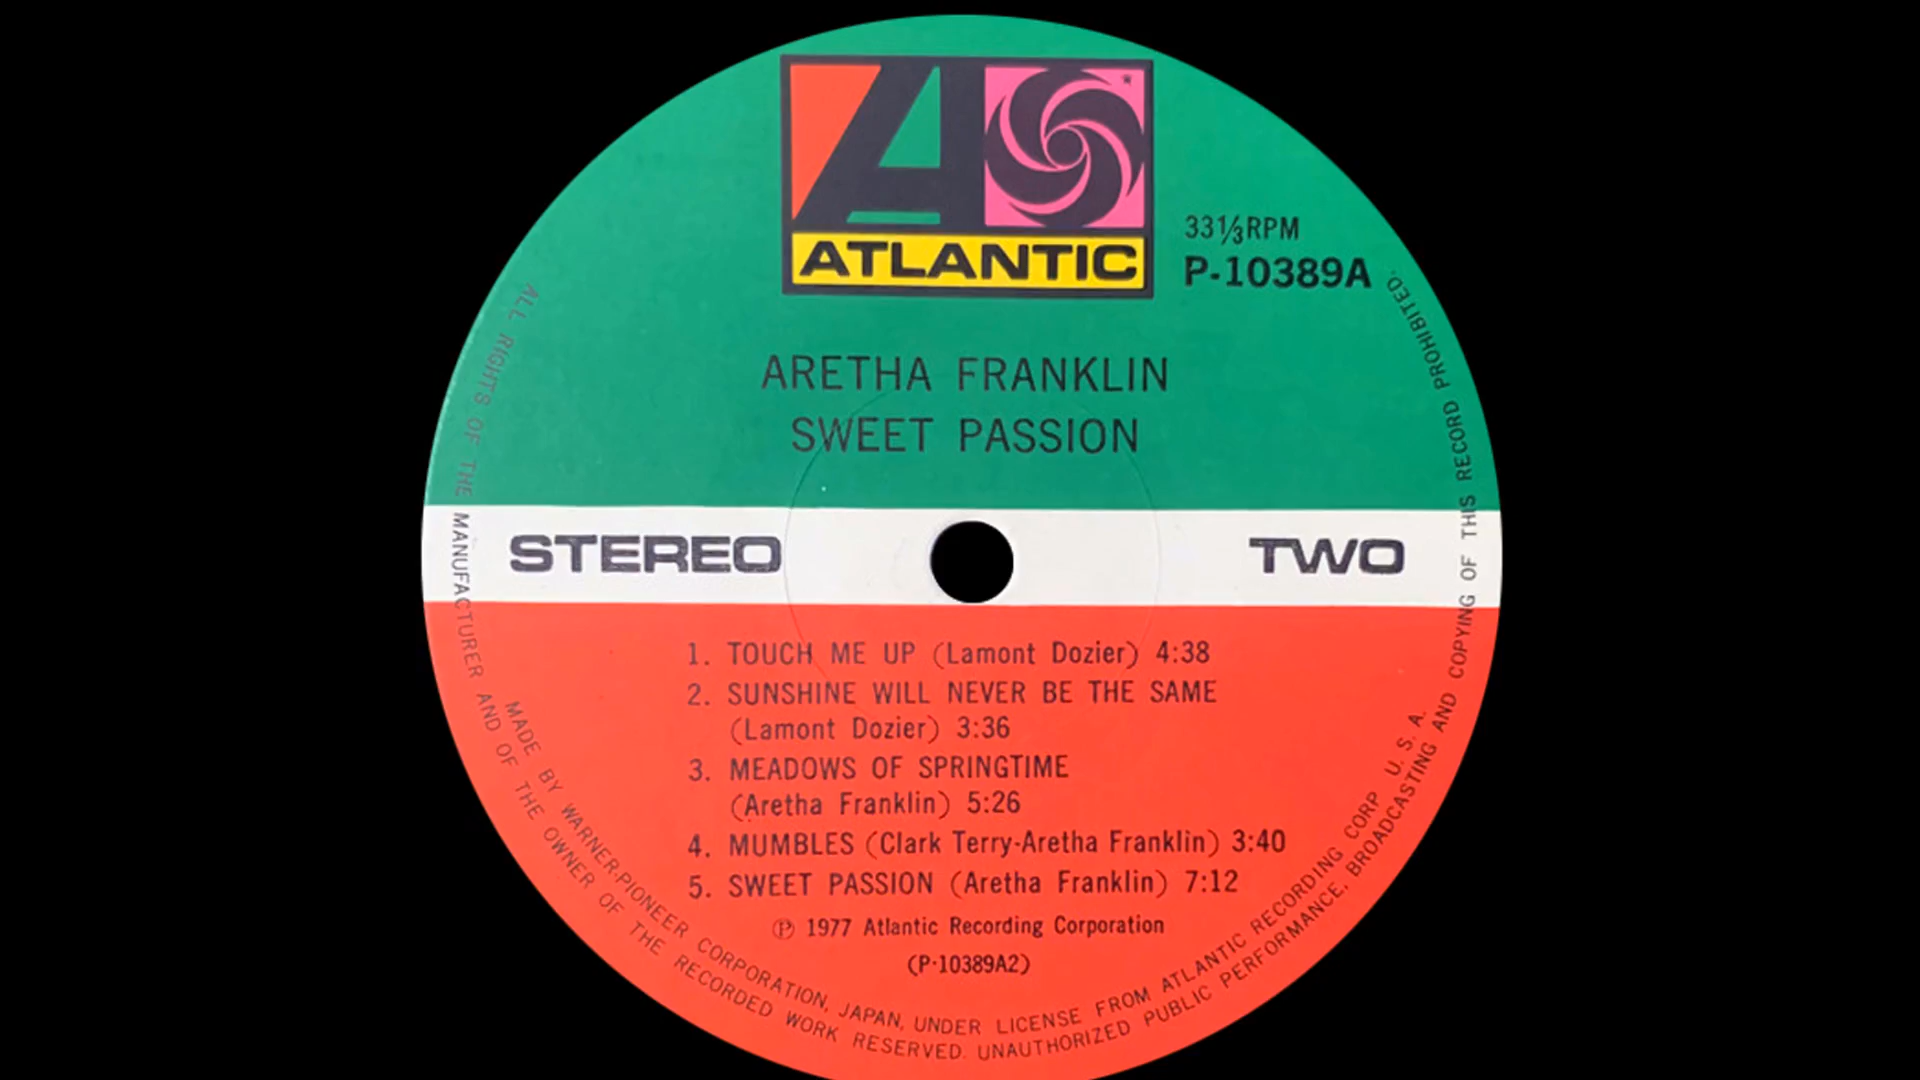 ATLANTIC
33⅓RPM
P-10389A
ARETHA FRANKLIN
SWEET PASSION
STEREO
TWO
1. TOUCH ME UP (Lamont Dozier) 4:38
2. SUNSHINE WILL NEVER BE THE SAME
(Lamont Dozier) 3:36
3. MEADOWS OF SPRINGTIME
(Aretha Franklin) 5:26
4. MUMBLES (Clark Terry-Aretha Franklin) 3:40
5. SWEET PASSION (Aretha Franklin) 7:12
℗ 1977 Atlantic Recording Corporation
(P·10389A2)
MADE BY WARNER-PIONEER CORPORATION, JAPAN, UNDER LICENSE FROM ATLANTIC RECORDING CORP U. S. A.
ALL RIGHTS OF THE MANUFACTURER AND OF THE OWNER OF THE RECORDED WORK RESERVED. UNAUTHORIZED PUBLIC PERFORMANCE, BROADCASTING AND COPYING OF THIS RECORD PROHIBITED.